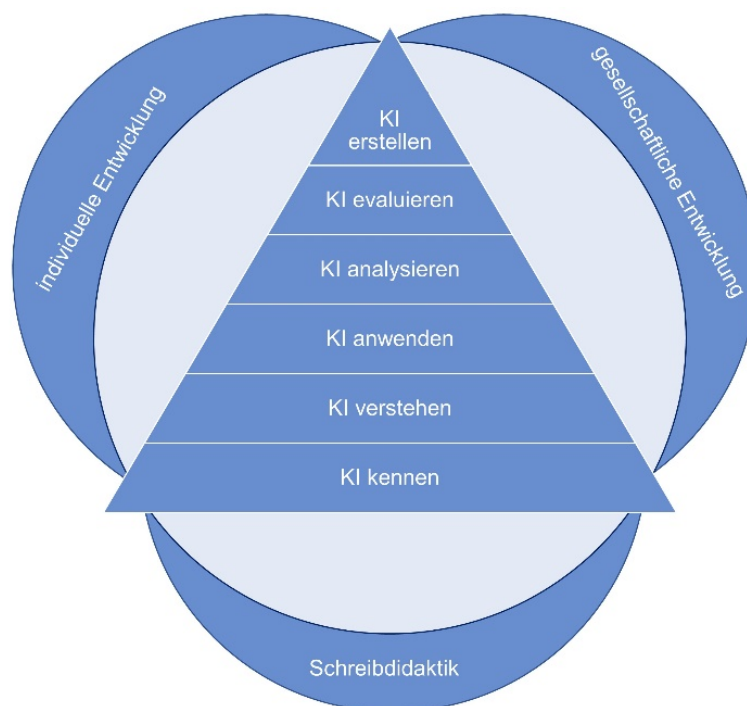 individuelle Entwicklung
gesellschaftliche Entwicklung
KI
erstellen
KI evaluieren
KI analysieren
KI anwenden
KI verstehen
KI kennen
Schreibdidaktik